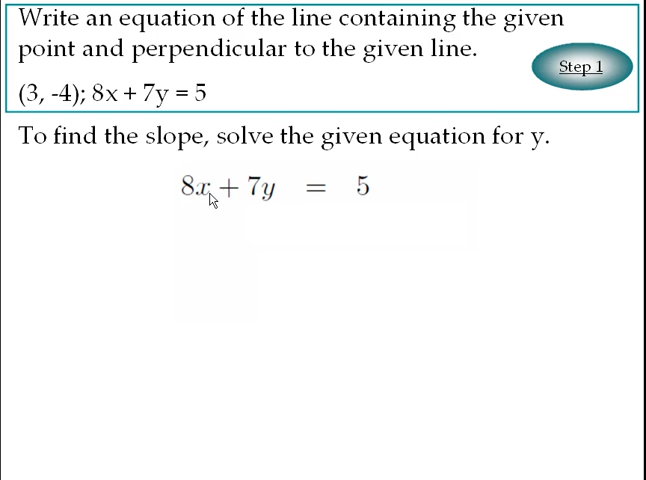 Write an equation of the line containing the given
point and perpendicular to the given line.
Step 1
(3, -4); 8x + 7y = 5
To find the slope, solve the given equation for y.
8x + 7y = 5